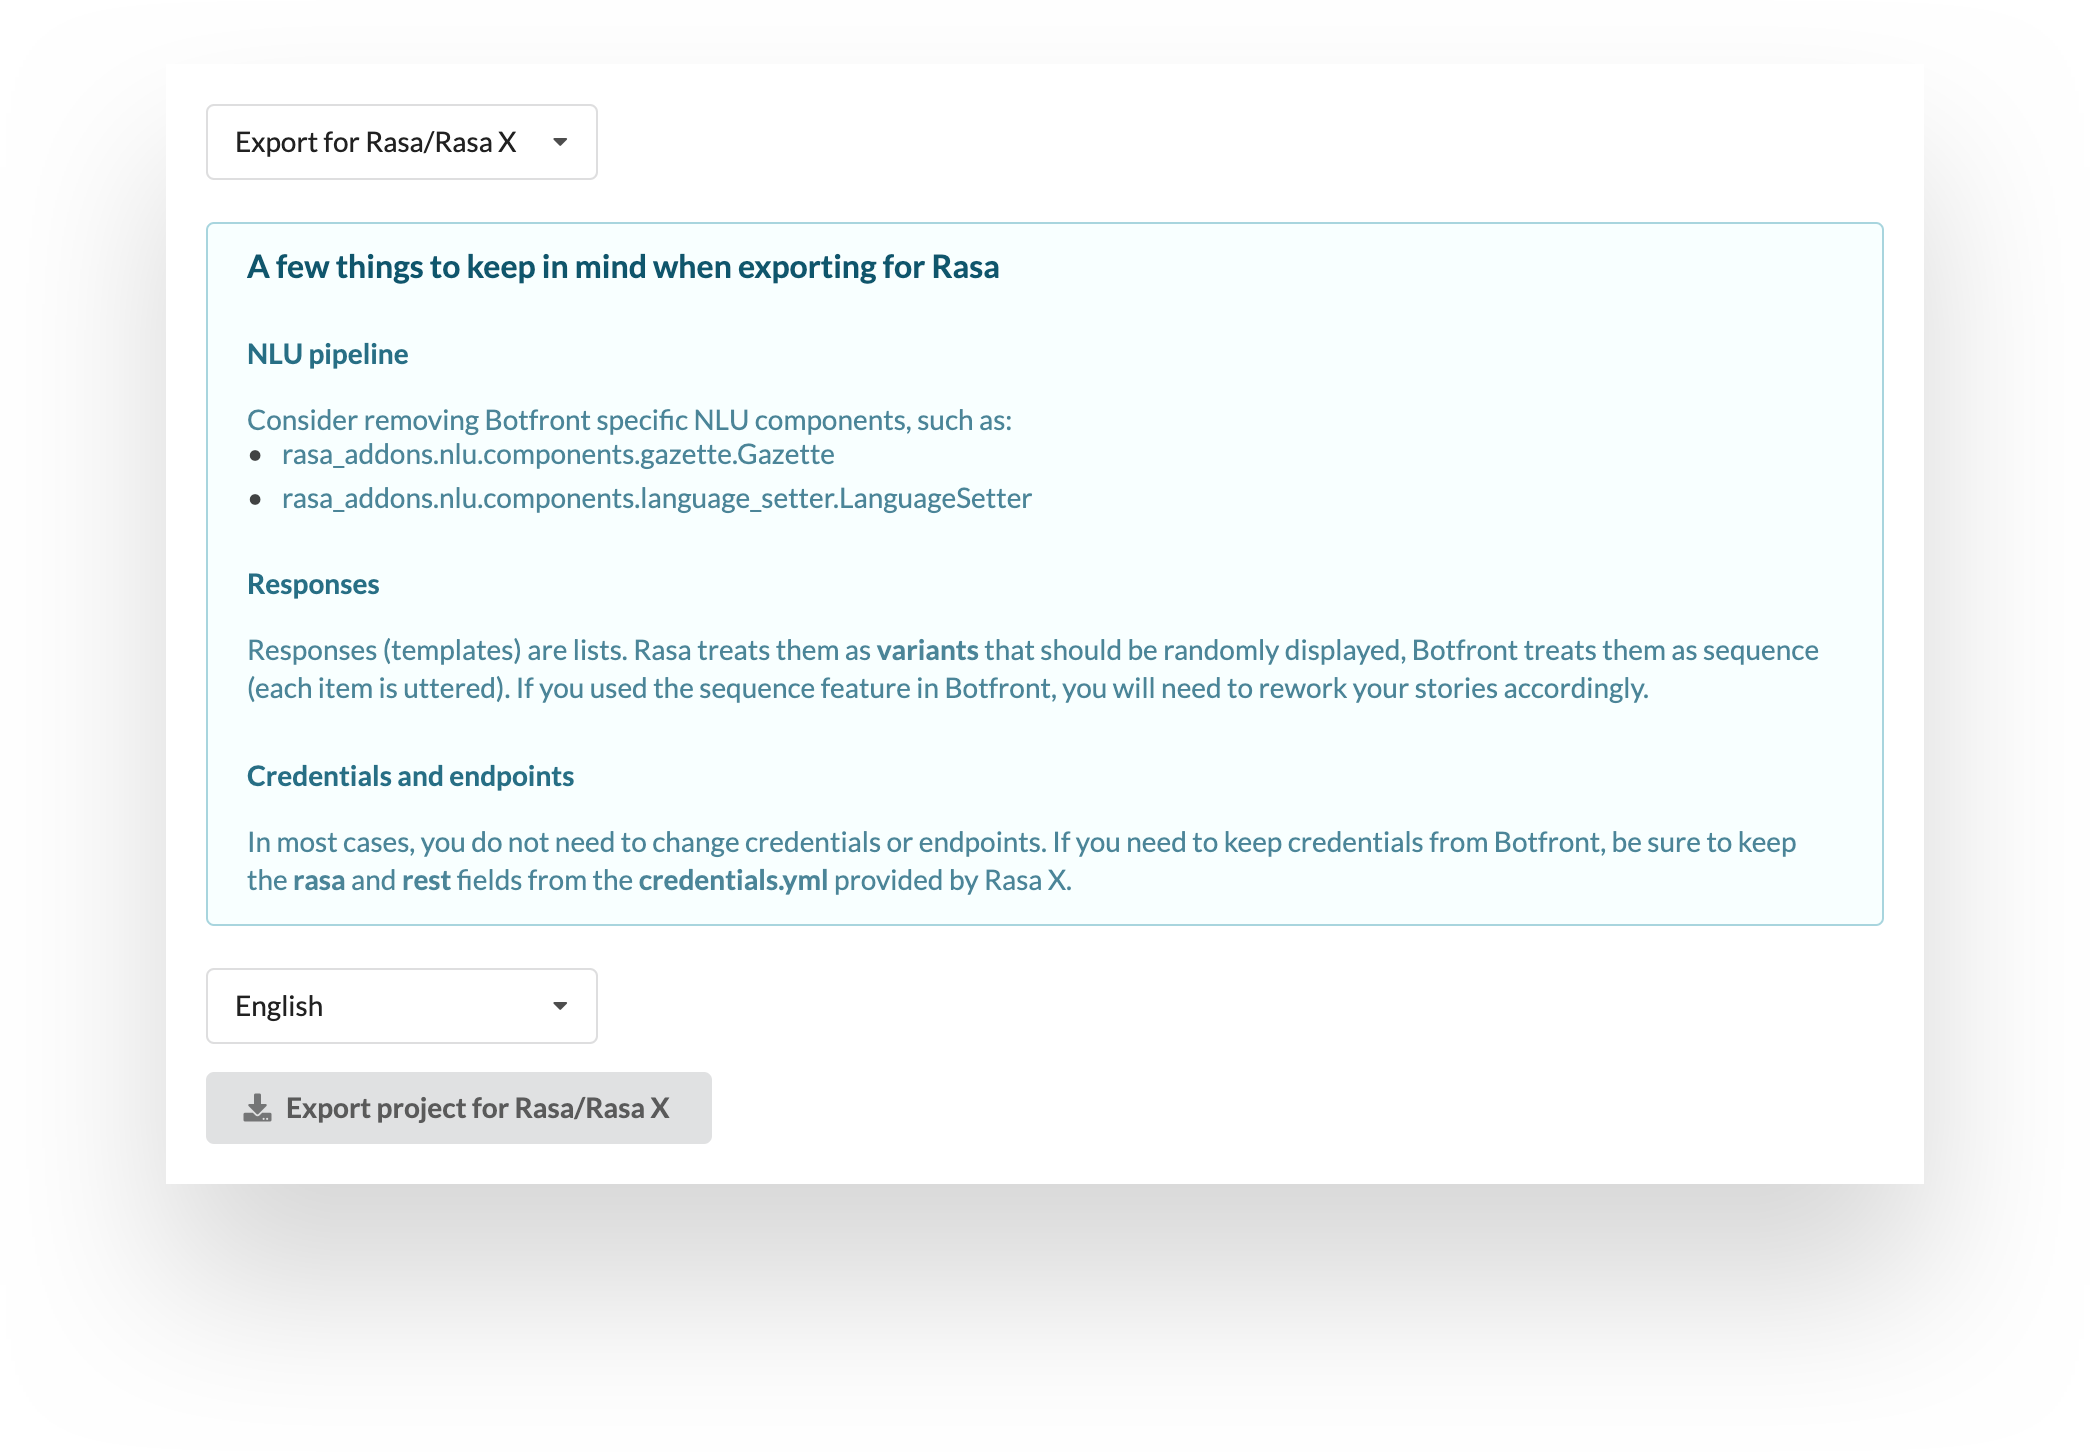 Export for Rasa/Rasa X
A few things to keep in mind when exporting for Rasa
NLU pipeline
Consider removing Botfront specific NLU components, such as:
rasa_addons.nlu.components.gazette.Gazette
rasa_addons.nlu.components.language_setter.LanguageSetter
Responses
Responses (templates) are lists. Rasa treats them as variants that should be randomly displayed, Botfront treats them as sequence
(each item is uttered). If you used the sequence feature in Botfront, you will need to rework your stories accordingly.
Credentials and endpoints
In most cases, you do not need to change credentials or endpoints. If you need to keep credentials from Botfront, be sure to keep
the rasa and rest fields from the credentials.yml provided by Rasa X.
English
Export project for Rasa/Rasa X